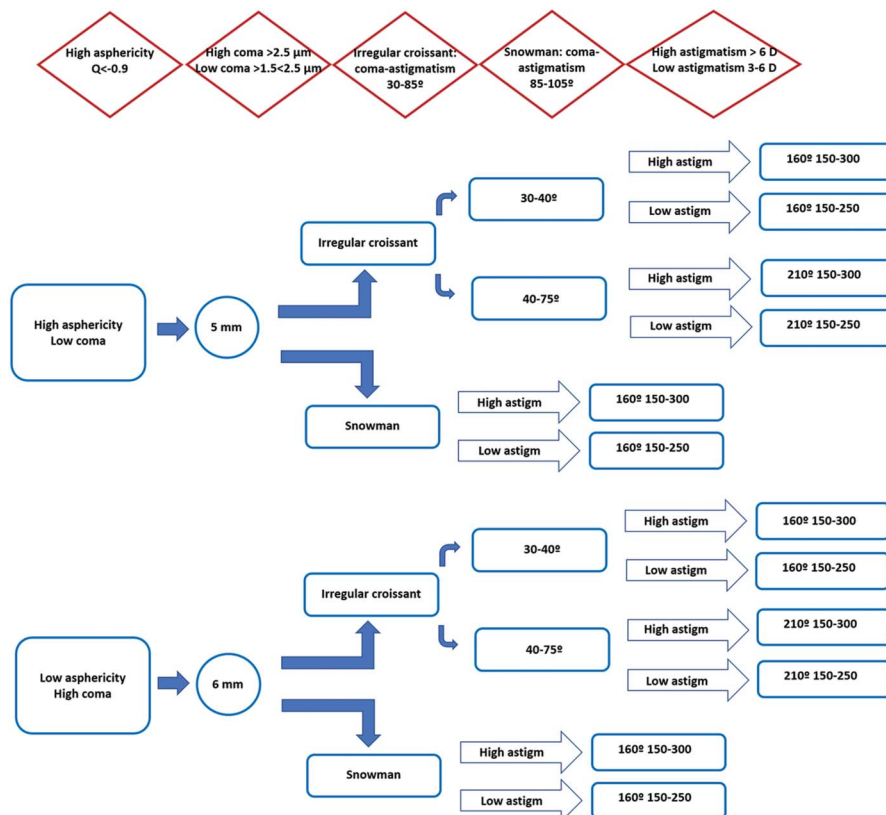 High asphericity
Q<-0.9
High coma >2.5 µm
Low coma >1.5<2.5 µm
Irregular croissant:
coma-astigmatism
30-85º
Snowman: coma-
astigmatism
85-105º
High astigmatism > 6 D
Low astigmatism 3-6 D
High asphericity
Low coma
5 mm
Irregular croissant
30-40º
High astigm
160º 150-300
Low astigm
160º 150-250
40-75º
High astigm
210º 150-300
Low astigm
210º 150-250
Snowman
High astigm
160º 150-300
Low astigm
160º 150-250
Low asphericity
High coma
6 mm
Irregular croissant
30-40º
High astigm
160º 150-300
Low astigm
160º 150-250
40-75º
High astigm
210º 150-300
Low astigm
210º 150-250
Snowman
High astigm
160º 150-300
Low astigm
160º 150-250